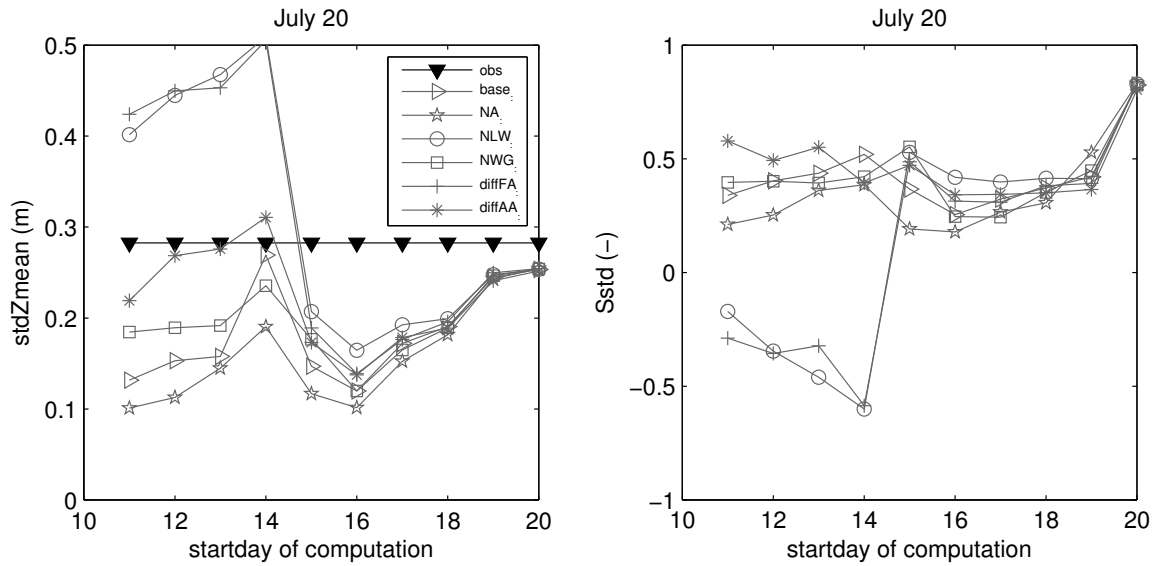 July 20
0.5
0.4
0.3
0.2
0.1
0
10
12
14
16
18
20
stdZmean (m)
startday of computation
obs
base:
NA:
NLW:
NWG:
diffFA:
diffAA:
July 20
1
0.5
0
−0.5
−1
10
12
14
16
18
20
Sstd (−)
startday of computation